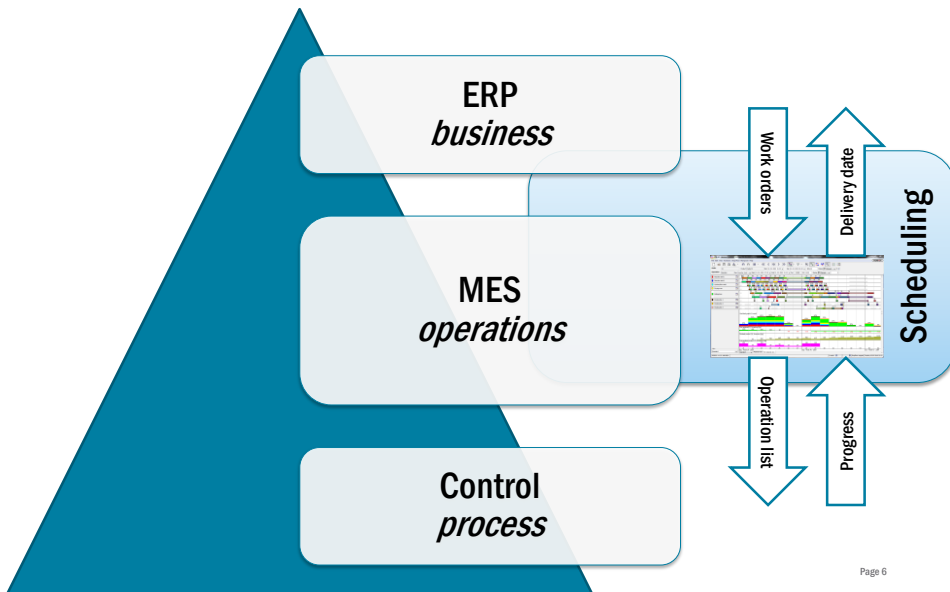 ERP
business
Work orders
Delivery date
Scheduling
MES
operations
Operation list
Progress
Control
process
Page 6